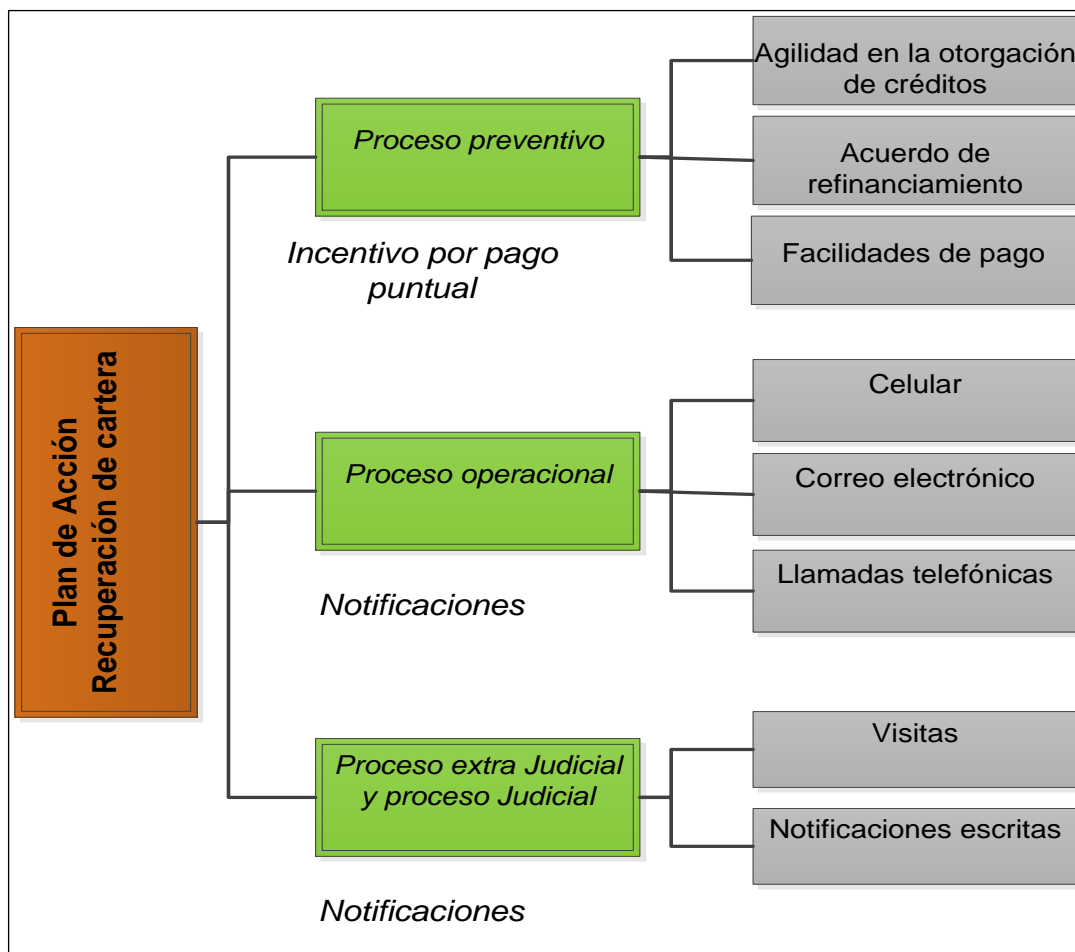 Plan de Acción
Recuperación de cartera
Proceso preventivo
Incentivo por pago
puntual
Agilidad en la otorgación
de créditos
Acuerdo de
refinanciamiento
Facilidades de pago
Proceso operacional
Notificaciones
Celular
Correo electrónico
Llamadas telefónicas
Proceso extra Judicial
y proceso Judicial
Notificaciones
Visitas
Notificaciones escritas